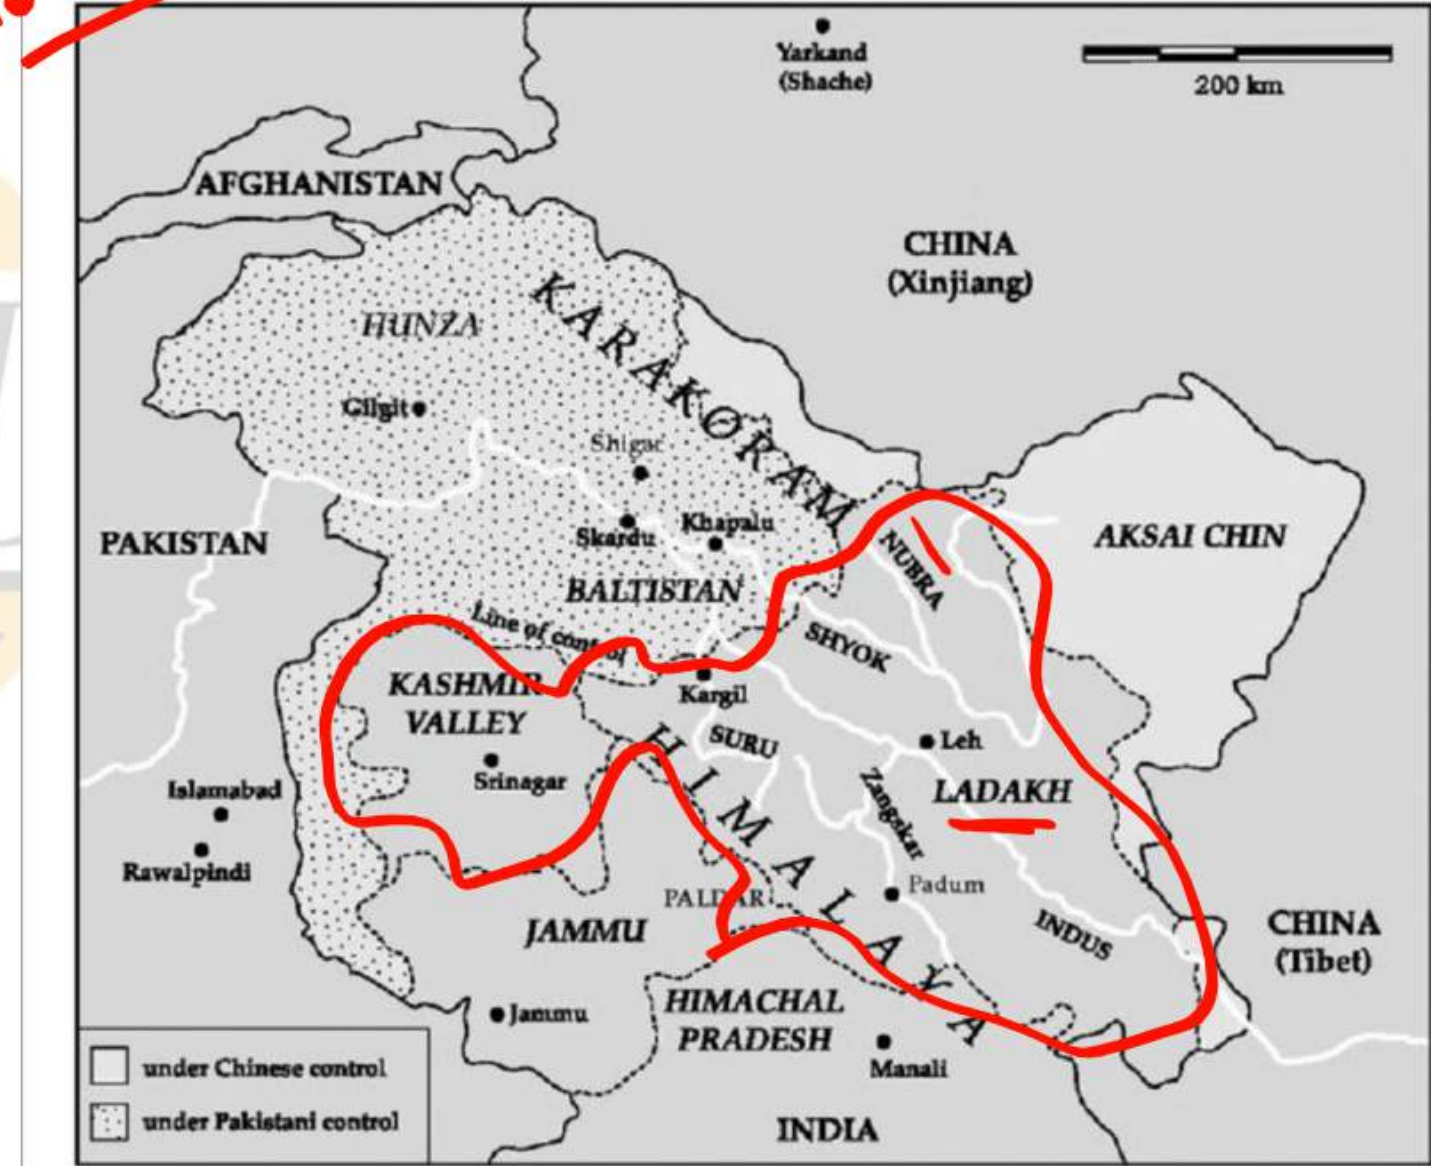 Yarkand
(Shache)
200 km
AFGHANISTAN
CHINA
(Xinjiang)
HUNZA
KARAKORAM
Gilgit
Shigar
Skardu
Khapalu
PAKISTAN
AKSAI CHIN
NUBRA
BALTISTAN
Line of control
SHYOK
KASHMIR
VALLEY
Kargil
SURU
Leh
Srinagar
Islamabad
HIMALAYA
Zangskar
LADAKH
Rawalpindi
PALDAR
Padum
JAMMU
INDUS
CHINA
(Tibet)
Jammu
HIMACHAL
PRADESH
Manali
under Chinese control
under Pakistani control
INDIA